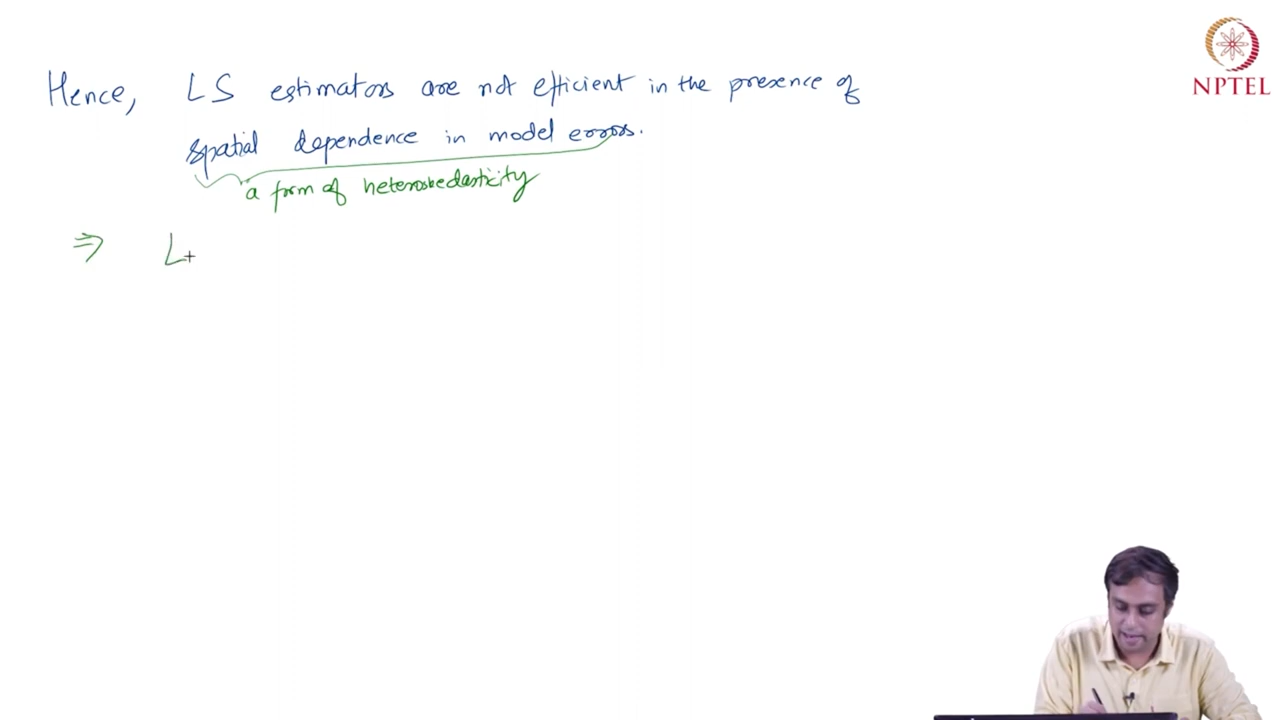 Hence, LS estimators are not efficient in the presence of
spatial dependence in model errors.
a form of heteroskedasticity
⇒ L
NPTEL